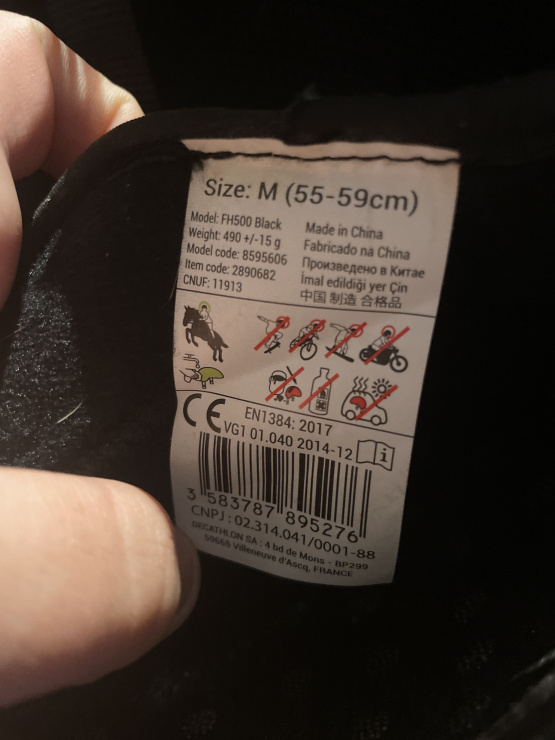 Size: M (55-59cm)
Model: FH500 Black
Weight: 490 +/-15 g
Model code: 8595606
Item code: 2890682
CNUF: 11913
Made in China
Fabricado na China
Произведено в Китае
İmal edildiği yer Çin
中国 制造 合格品
CE
EN1384: 2017
VG1 01.040 2014-12
i
3 583787 895276
CNPJ : 02.314.041/0001-88
DECATHLON SA : 4 bd de Mons - BP299
59665 Villeneuve d'Ascq, FRANCE